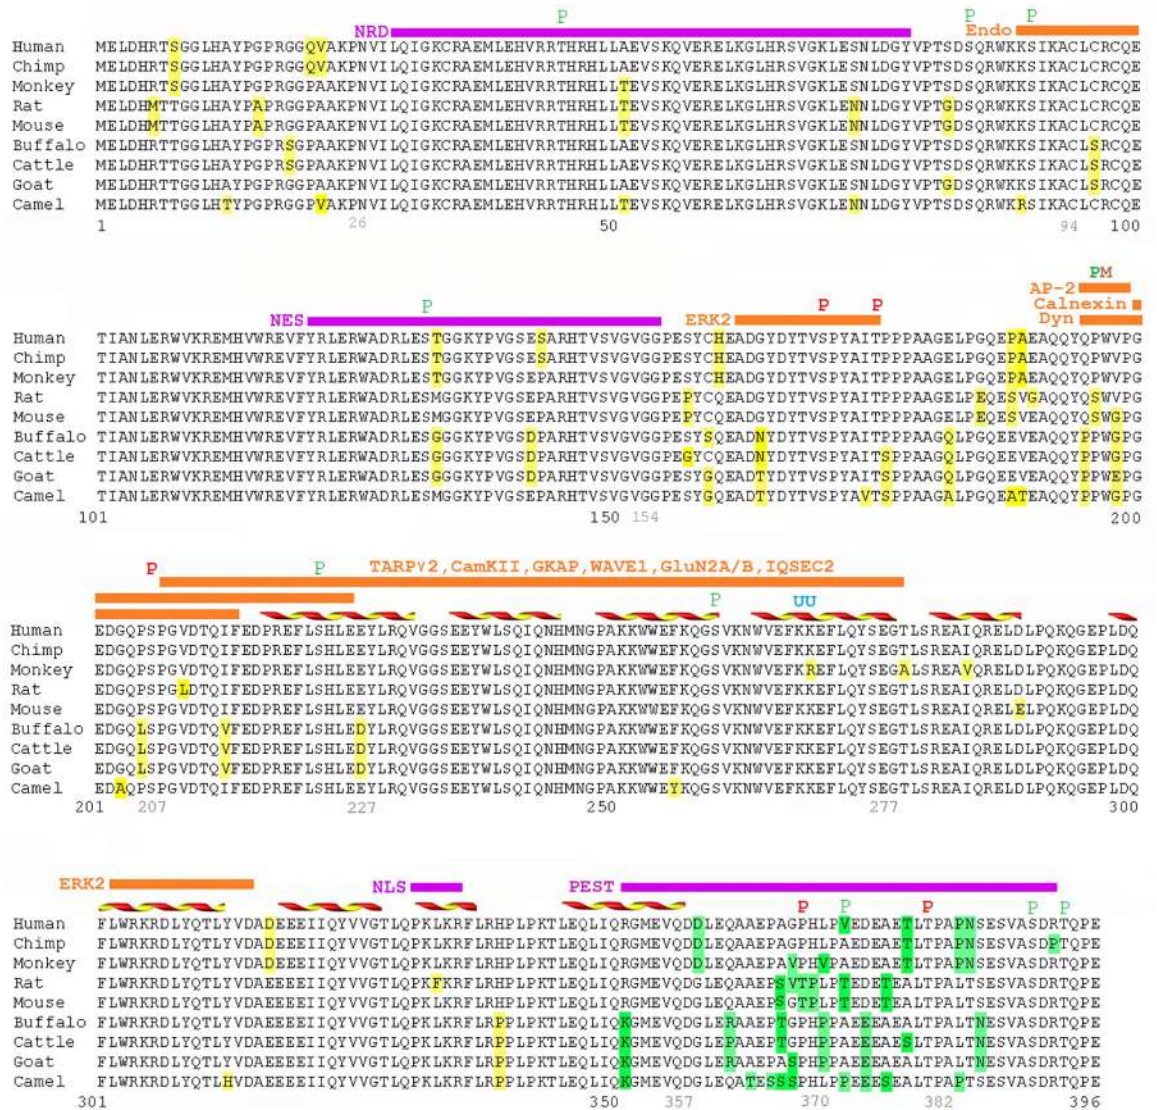 P P P
NRD Endo
Human MELDHRTSGGLHAYPGPRGGQVAKPNVILQIGKCRAEMLEHVRRTHRHLLAEVSKQVERELKGLHRSVGKLESNLDGYVPTSDSQRWKKSIKACLCRCQE
Chimp MELDHRTSGGLHAYPGPRGGQVAKPNVILQIGKCRAEMLEHVRRTHRHLLAEVSKQVERELKGLHRSVGKLESNLDGYVPTSDSQRWKKSIKACLCRCQE
Monkey MELDHRTSGGLHAYPGPRGGPAAKPNVILQIGKCRAEMLEHVRRTHRHLLTEVSKQVERELKGLHRSVGKLESNLDGYVPTSDSQRWKKSIKACLCRCQE
Rat MELDHMTTGGLHAYPAPRGGPAAKPNVILQIGKCRAEMLEHVRRTHRHLLTEVSKQVERELKGLHRSVGKLENNLDGYVPTGDSQRWKKSIKACLCRCQE
Mouse MELDHMTTGGLHAYPAPRGGPAAKPNVILQIGKCRAEMLEHVRRTHRHLLTEVSKQVERELKGLHRSVGKLENNLDGYVPTGDSQRWKKSIKACLCRCQE
Buffalo MELDHRTTGGLHAYPGPRSGPAAKPNVILQIGKCRAEMLEHVRRTHRHLLAEVSKQVERELKGLHRSVGKLESNLDGYVPTSDSQRWKKSIKACLSRCQE
Cattle MELDHRTTGGLHAYPGPRSGPAAKPNVILQIGKCRAEMLEHVRRTHRHLLAEVSKQVERELKGLHRSVGKLESNLDGYVPTSDSQRWKKSIKACLSRCQE
Goat MELDHRTTGGLHAYPGPRGGPAAKPNVILQIGKCRAEMLEHVRRTHRHLLAEVSKQVERELKGLHRSVGKLESNLDGYVPTGDSQRWKKSIKACLSRCQE
Camel MELDHRTTGGLHTYPGPRGGPVAKPNVILQIGKCRAEMLEHVRRTHRHLLTEVSKQVERELKGLHRSVGKLENNLDGYVPTSDSQRWKRSIKACLCRCQE
1 26 50 94 100
PM
AP-2
P P P Calnexin
NES ERK2 Dyn
Human TIANLERWVKREMHVWREVFYRLERWADRLESTGGKYPVGSESARHTVSVGVGGPESYCHEADGYDYTVSPYAITPPPAAGELPGQEPAEAQQYQPWVPG
Chimp TIANLERWVKREMHVWREVFYRLERWADRLESTGGKYPVGSESARHTVSVGVGGPESYCHEADGYDYTVSPYAITPPPAAGELPGQEPAEAQQYQPWVPG
Monkey TIANLERWVKREMHVWREVFYRLERWADRLESTGGKYPVGSEPARHTVSVGVGGPESYCHEADGYDYTVSPYAITPPPAAGELPGQEPAEAQQYQPWVPG
Rat TIANLERWVKREMHVWREVFYRLERWADRLESMGGKYPVGSEPARHTVSVGVGGPEPYCQEADGYDYTVSPYAITPPPAAGELPEQESVGAQQYQSWVPG
Mouse TIANLERWVKREMHVWREVFYRLERWADRLESMGGKYPVGSEPARHTVSVGVGGPEPYCQEADGYDYTVSPYAITPPPAAGELPEQESVEAQQYQSWGPG
Buffalo TIANLERWVKREMHVWREVFYRLERWADRLESGGGKYPVGSDPARHTVSVGVGGPESYSQEADNYDYTVSPYAITPPPAAGQLPGQEEVEAQQYPPWGPG
Cattle TIANLERWVKREMHVWREVFYRLERWADRLESGGGKYPVGSDPARHTVSVGVGGPEGYCQEADNYDYTVSPYAITSPPAAGQLPGQEEVEAQQYPPWGPG
Goat TIANLERWVKREMHVWREVFYRLERWADRLESGGGKYPVGSDPARHTVSVGVGGPESYGQEADTYDYTVSPYAITSPPAAGQLPGQEEVEAQQYPPWEPG
Camel TIANLERWVKREMHVWREVFYRLERWADRLESMGGKYPVGSEPARHTVSVGVGGPESYGQEADTYDYTVSPYAVTSPPAAGALPGQEATEAQQYPPWGPG
101 150 154 200
P P TARPγ2,CamKII,GKAP,WAVE1,GluN2A/B,IQSEC2
P UU
Human EDGQPSPGVDTQIFEDPREFLSHLEEYLRQVGGSEEYWLSQIQNHMNGPAKKWWEFKQGSVKNWVEFKKEFLQYSEGTLSREAIQRELDLPQKQGEPLDQ
Chimp EDGQPSPGVDTQIFEDPREFLSHLEEYLRQVGGSEEYWLSQIQNHMNGPAKKWWEFKQGSVKNWVEFKKEFLQYSEGTLSREAIQRELDLPQKQGEPLDQ
Monkey EDGQPSPGVDTQIFEDPREFLSHLEEYLRQVGGSEEYWLSQIQNHMNGPAKKWWEFKQGSVKNWVEFKREFLQYSEGALSREAVQRELDLPQKQGEPLDQ
Rat EDGQPSPGLDTQIFEDPREFLSHLEEYLRQVGGSEEYWLSQIQNHMNGPAKKWWEFKQGSVKNWVEFKKEFLQYSEGTLSREAIQRELDLPQKQGEPLDQ
Mouse EDGQPSPGVDTQIFEDPREFLSHLEEYLRQVGGSEEYWLSQIQNHMNGPAKKWWEFKQGSVKNWVEFKKEFLQYSEGTLSREAIQRELELPQKQGEPLDQ
Buffalo EDGQLSPGVDTQVFEDPREFLSHLEDYLRQVGGSEEYWLSQIQNHMNGPAKKWWEFKQGSVKNWVEFKKEFLQYSEGTLSREAIQRELDLPQKQGEPLDQ
Cattle EDGQLSPGVDTQVFEDPREFLSHLEDYLRQVGGSEEYWLSQIQNHMNGPAKKWWEFKQGSVKNWVEFKKEFLQYSEGTLSREAIQRELDLPQKQGEPLDQ
Goat EDGQLSPGVDTQVFEDPREFLSHLEDYLRQVGGSEEYWLSQIQNHMNGPAKKWWEFKQGSVKNWVEFKKEFLQYSEGTLSREAIQRELDLPQKQGEPLDQ
Camel EDAQPSPGVDTQIFEDPREFLSHLEEYLRQVGGSEEYWLSQIQNHMNGPAKKWWEYKQGSVKNWVEFKKEFLQYSEGTLSREAIQRELDLPQKQGEPLDQ
201 207 227 250 277 300
ERK2 NLS PEST
P P P P P
Human FLWRKRDLYQTLYVDADEEEIIQYVVGTLQPKLKRFLRHPLPKTLEQLIQRGMEVQDDLEQAAEPAGPHLPVEDEAETLTPAPNSESVASDRTQPE
Chimp FLWRKRDLYQTLYVDADEEEIIQYVVGTLQPKLKRFLRHPLPKTLEQLIQRGMEVQDDLEQAAEPAGPHLPAEDEAETLTPAPNSESVASDPTQPE
Monkey FLWRKRDLYQTLYVDADEEEIIQYVVGTLQPKLKRFLRHPLPKTLEQLIQRGMEVQDDLEQAAEPAVPHVPAEDEAETLTPAPNSESVASDRTQPE
Rat FLWRKRDLYQTLYVDAEEEEIIQYVVGTLQPKFKRFLRHPLPKTLEQLIQRGMEVQDGLEQAAEPSVTPLPTEDETEALTPALTSESVASDRTQPE
Mouse FLWRKRDLYQTLYVDAEEEEIIQYVVGTLQPKLKRFLRHPLPKTLEQLIQRGMEVQDGLEQAAEPSGTPLPTEDETEALTPALTSESVASDRTQPE
Buffalo FLWRKRDLYQTLYVDAEEEEIIQYVVGTLQPKLKRFLRPPLPKTLEQLIQKGMEVQDGLERAAEPTGPHPPAEEEAEALTPALTNESVASDRTQPE
Cattle FLWRKRDLYQTLYVDAEEEEIIQYVVGTLQPKLKRFLRPPLPKTLEQLIQKGMEVQDGLEPAAEPTGPHPPAEEEAESLTPALTNESVASDRTQPE
Goat FLWRKRDLYQTLYVDAEEEEIIQYVVGTLQPKLKRFLRPPLPKTLEQLIQKGMEVQDGLERAAEPASPHPPAEEEAEALTPALTNESVASDRTQPE
Camel FLWRKRDLYQTLHVDAEEEEIIQYVVGTLQPKLKRFLRPPLPKTLEQLIQKGMEVQDGLEQATESSSPHLPPEEESEALTPAPTSESVASDRTQPE
301 350 357 370 382 396